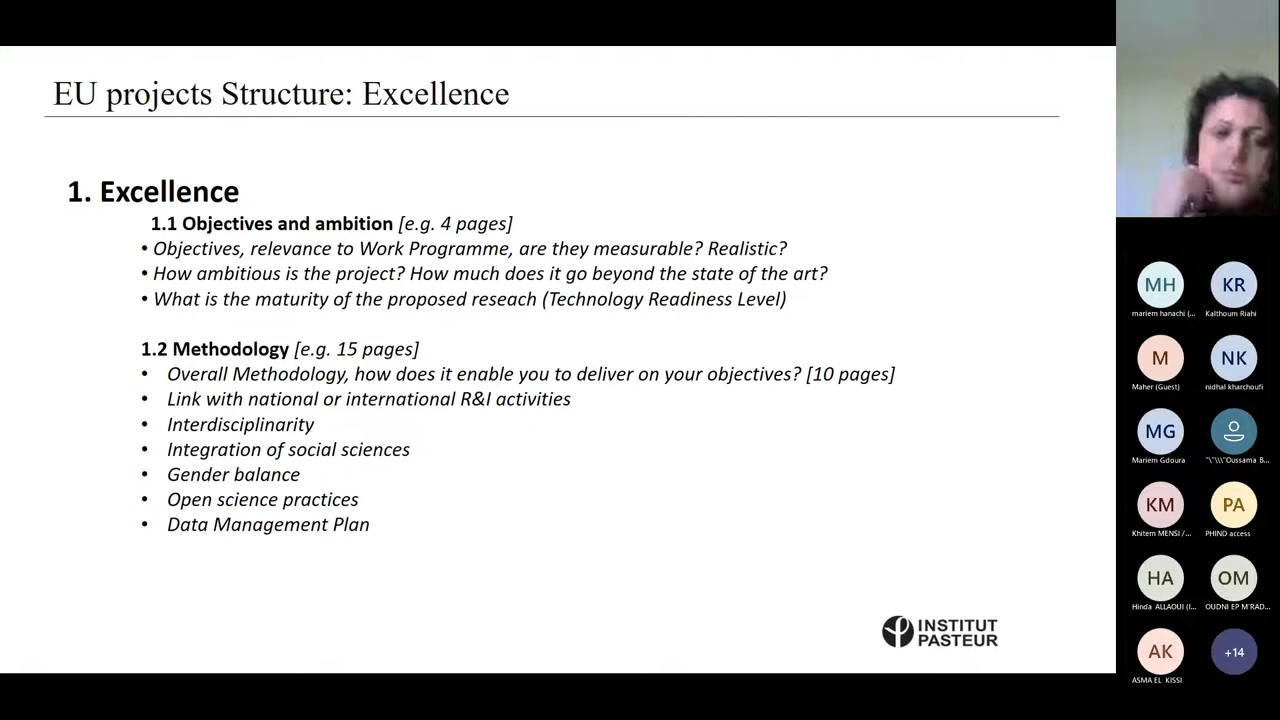 EU projects Structure: Excellence
1. Excellence
1.1 Objectives and ambition [e.g. 4 pages]
• Objectives, relevance to Work Programme, are they measurable? Realistic?
• How ambitious is the project? How much does it go beyond the state of the art?
• What is the maturity of the proposed reseach (Technology Readiness Level)
1.2 Methodology [e.g. 15 pages]
• Overall Methodology, how does it enable you to deliver on your objectives? [10 pages]
• Link with national or international R&I activities
• Interdisciplinarity
• Integration of social sciences
• Gender balance
• Open science practices
• Data Management Plan
INSTITUT
PASTEUR
MH KR
mariem hanachi (... Kalthoum Riahi
M NK
Maher (Guest) nidhal kharchoufi
MG
Mariem Gdoura "\"\\\"Oussama B...
KM PA
Khitem MENSI /... PHIND access
HA OM
Hinda ALLAOUI (I... OUDNI EP M'RAD...
AK +14
ASMA EL KISSI